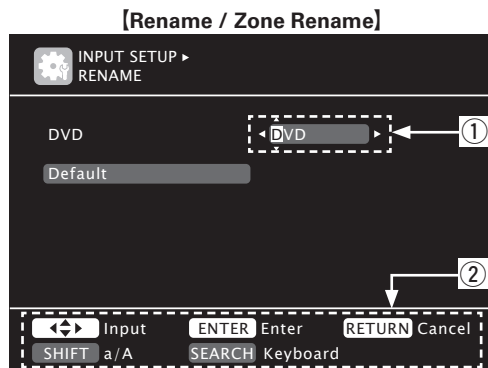 【Rename / Zone Rename】
INPUT SETUP ▸
RENAME
DVD ◂ DVD ▸ ①
Default
②
Input ENTER Enter RETURN Cancel
SHIFT a/A SEARCH Keyboard